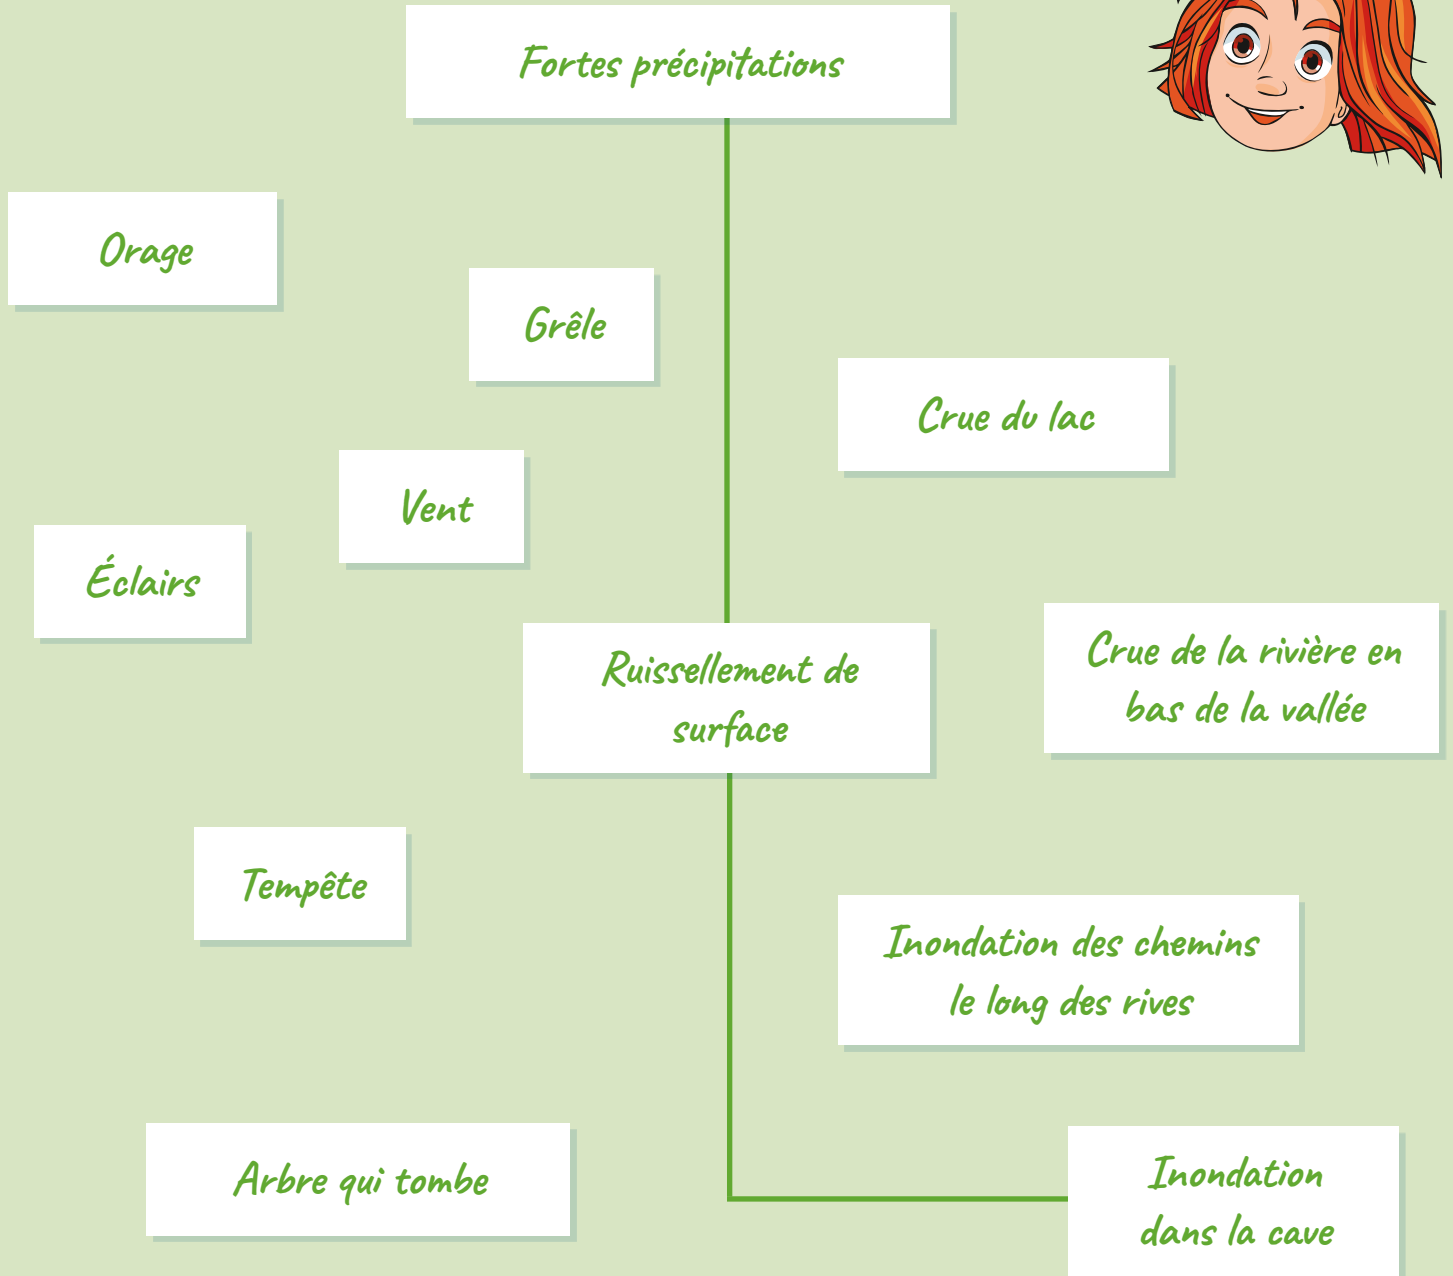 Fortes précipitations
Orage
Grêle
Crue du lac
Vent
Éclairs
Crue de la rivière en
bas de la vallée
Ruissellement de
surface
Tempête
Inondation des chemins
le long des rives
Arbre qui tombe
Inondation
dans la cave